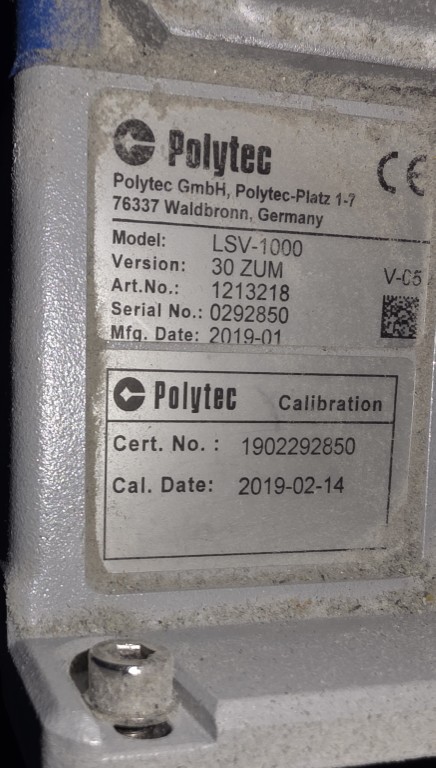 Polytec
CE
Polytec GmbH, Polytec-Platz 1-7
76337 Waldbronn, Germany
Model: LSV-1000
Version: 30 ZUM
V-05
Art.No.: 1213218
Serial No.: 0292850
Mfg. Date: 2019-01
Polytec Calibration
Cert. No. : 1902292850
Cal. Date: 2019-02-14